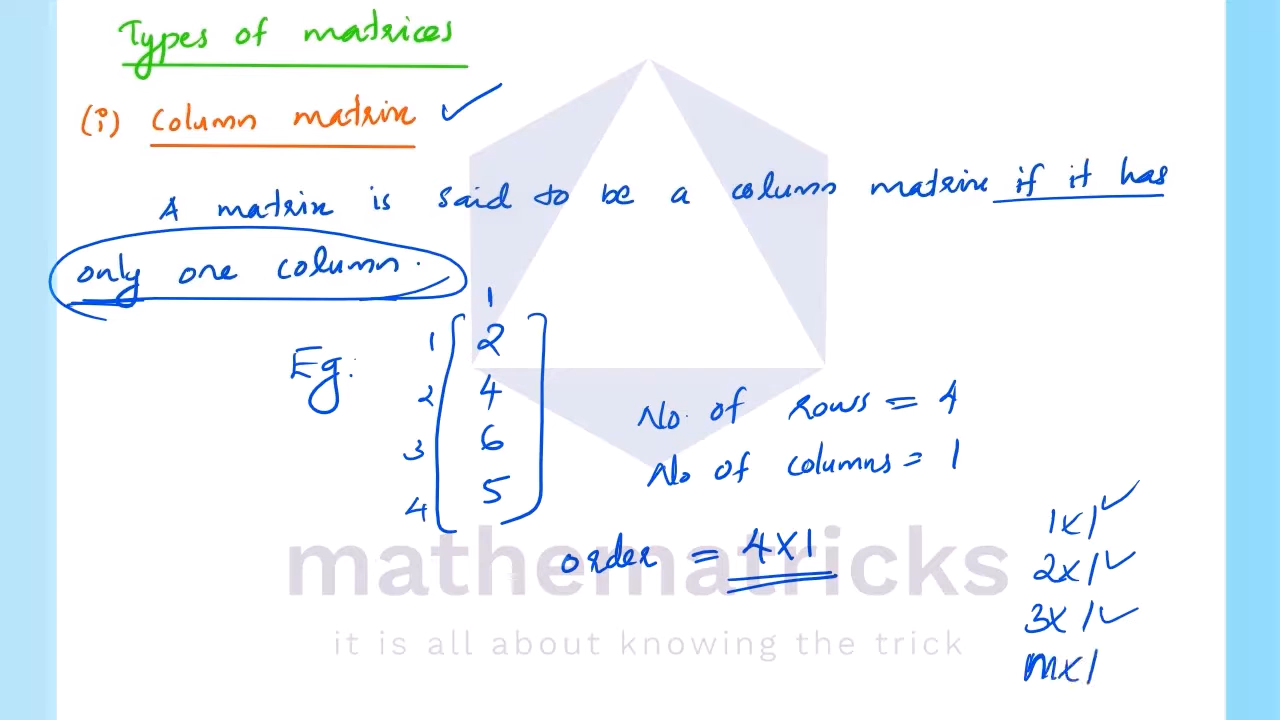 Types of matrices
(i) column matrix ✓
A matrix is said to be a column matrix if it has
only one column.
1
Eg:
1 2
2 4
3 6
4 5
No. of rows = 4
No of columns = 1
order = 4x1
1x1 ✓
2x1 ✓
3x1 ✓
mx1
mathematricks
it is all about knowing the trick